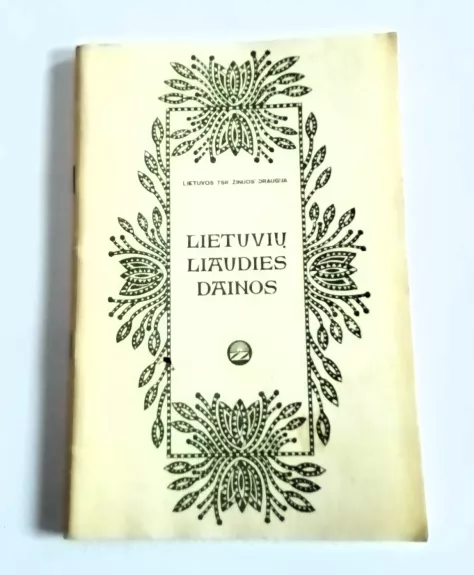 LIETUVOS TSR ŽINIJOS DRAUGIJA
LIETUVIŲ
LIAUDIES
DAINOS